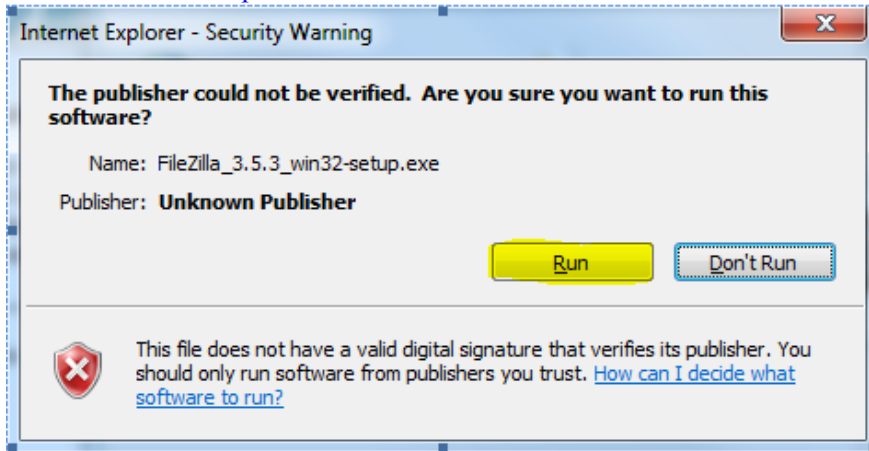 Internet Explorer - Security Warning
The publisher could not be verified. Are you sure you want to run this
software?
Name: FileZilla_3.5.3_win32-setup.exe
Publisher: Unknown Publisher
Run
Don't Run
This file does not have a valid digital signature that verifies its publisher. You
should only run software from publishers you trust. How can I decide what
software to run?